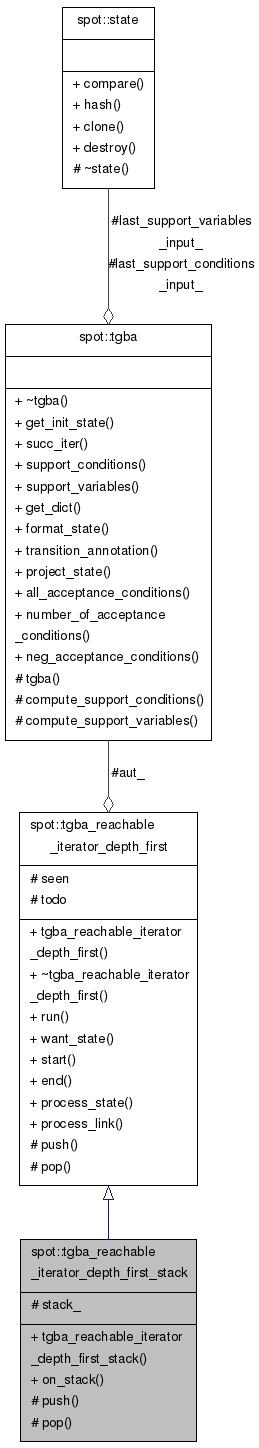 spot::state
+ compare()
+ hash()
+ clone()
+ destroy()
# ~state()
#last_support_variables
_input_
#last_support_conditions
_input_
spot::tgba
+ ~tgba()
+ get_init_state()
+ succ_iter()
+ support_conditions()
+ support_variables()
+ get_dict()
+ format_state()
+ transition_annotation()
+ project_state()
+ all_acceptance_conditions()
+ number_of_acceptance
_conditions()
+ neg_acceptance_conditions()
# tgba()
# compute_support_conditions()
# compute_support_variables()
#aut_
spot::tgba_reachable
_iterator_depth_first
# seen
# todo
+ tgba_reachable_iterator
_depth_first()
+ ~tgba_reachable_iterator
_depth_first()
+ run()
+ want_state()
+ start()
+ end()
+ process_state()
+ process_link()
# push()
# pop()
spot::tgba_reachable
_iterator_depth_first_stack
# stack_
+ tgba_reachable_iterator
_depth_first_stack()
+ on_stack()
# push()
# pop()